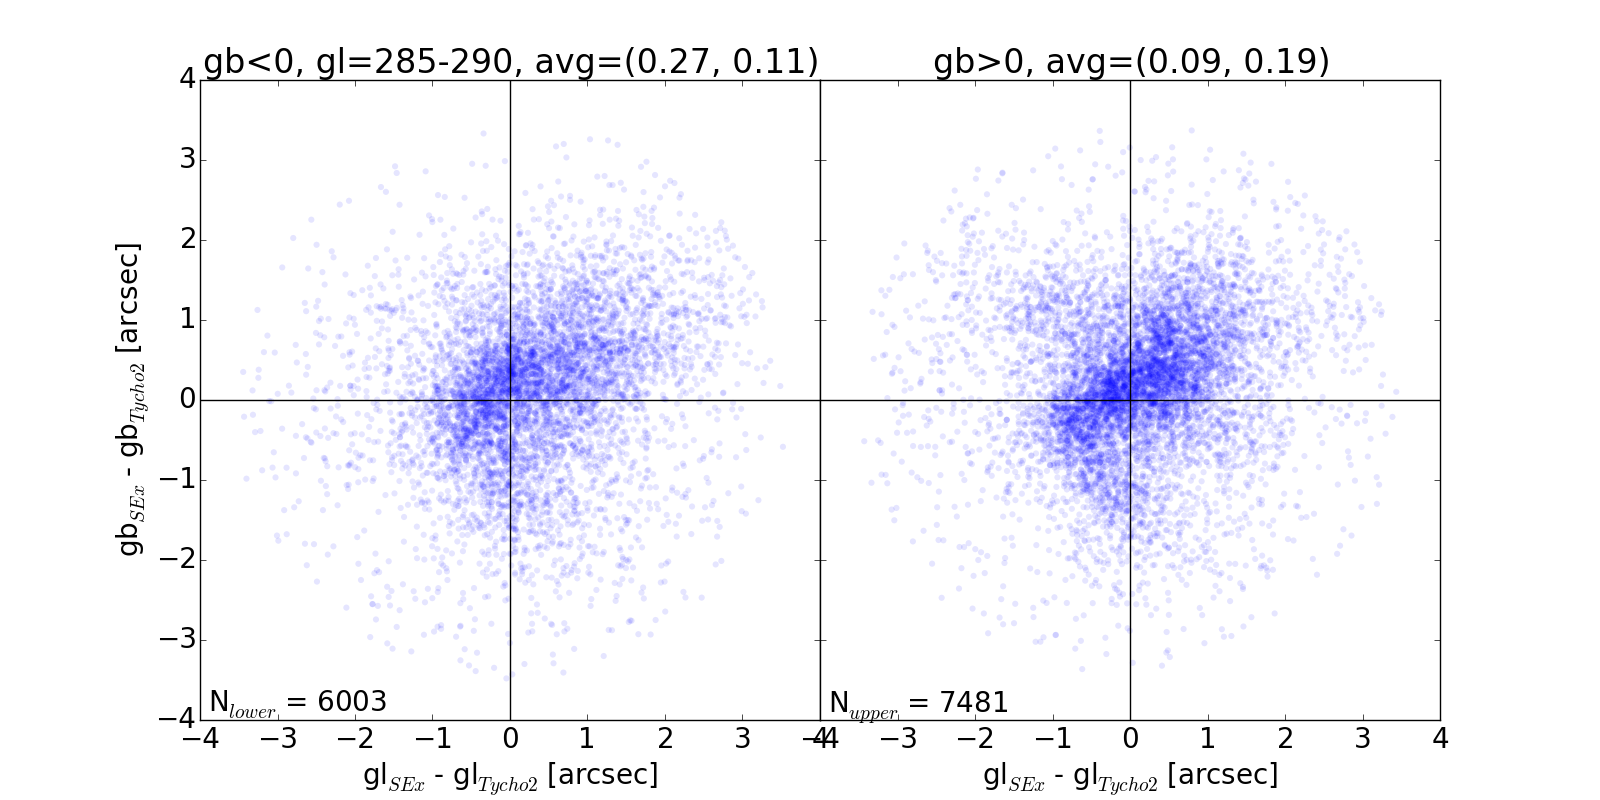 gb<0, gl=285-290, avg=(0.27, 0.11)
gb>0, avg=(0.09, 0.19)
4
3
2
1
0
−1
−2
−3
−4
gb_SEx - gb_Tycho2 [arcsec]
N_lower = 6003
N_upper = 7481
−4 −3 −2 −1 0 1 2 3 4
−4 −3 −2 −1 0 1 2 3 4
gl_SEx - gl_Tycho2 [arcsec]
gl_SEx - gl_Tycho2 [arcsec]